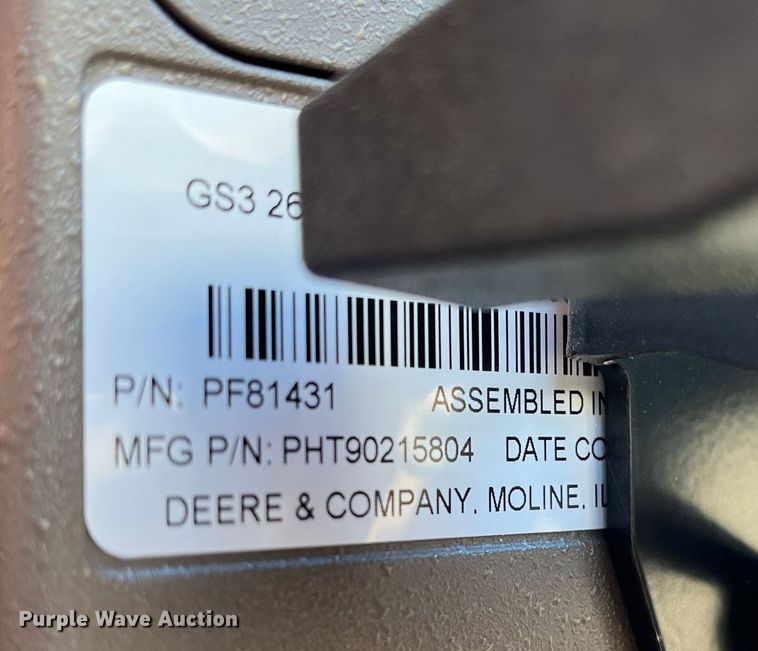 GS3 26
P/N: PF81431 ASSEMBLED IN
MFG P/N: PHT90215804 DATE CO
DEERE & COMPANY, MOLINE, IL
Purple Wave Auction